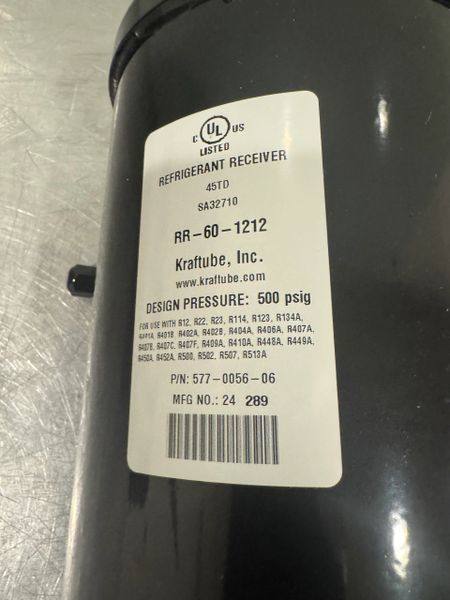 C UL US
LISTED
REFRIGERANT RECEIVER
45TD
SA32710
RR-60-1212
Kraftube, Inc.
www.kraftube.com
DESIGN PRESSURE: 500 psig
FOR USE WITH R12, R22, R23, R114, R123, R134A,
R401A, R401B, R402A, R402B, R404A, R406A, R407A,
R407B, R407C, R407F, R409A, R410A, R448A, R449A,
R450A, R452A, R500, R502, R507, R513A
P/N: 577-0056-06
MFG NO.: 24 289